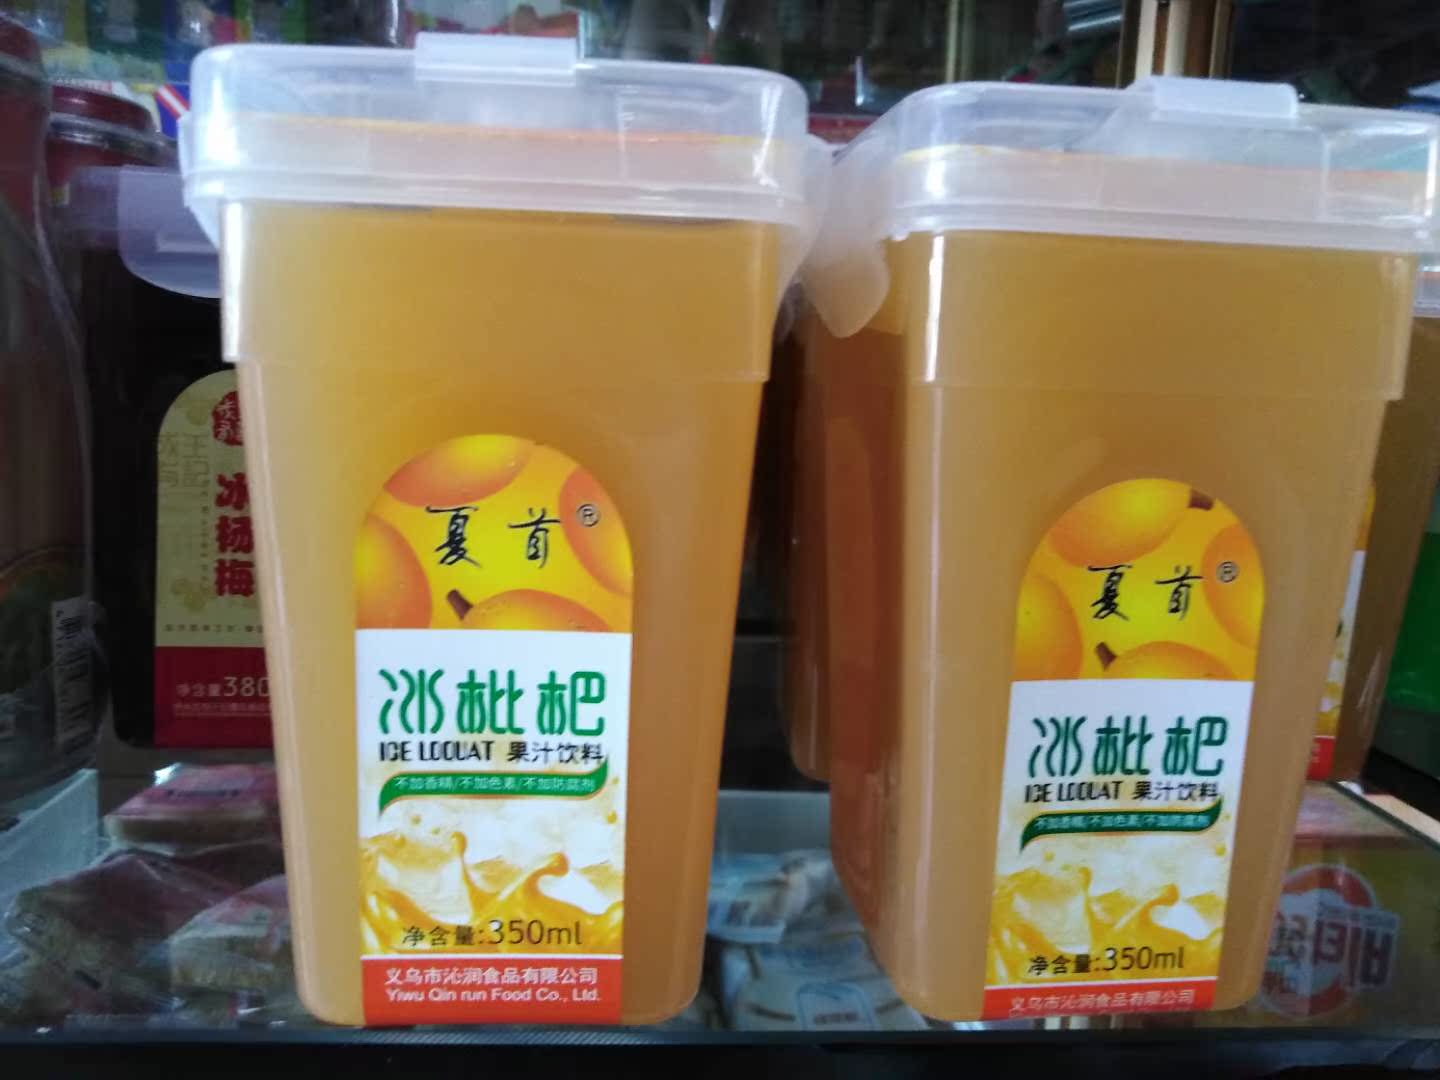 夏首®
冰枇杷
ICE LOQUAT 果汁饮料
不加香精/不加色素/不加防腐剂
净含量:350ml
义乌市沁润食品有限公司
Yiwu Qin run Food Co., Ltd.
夏首®
冰枇杷
ICE LOQUAT 果汁饮料
不加香精/不加色素/不加防腐剂
净含量:350ml
义乌市沁润食品有限公司
王記
冰杨梅
净含量380